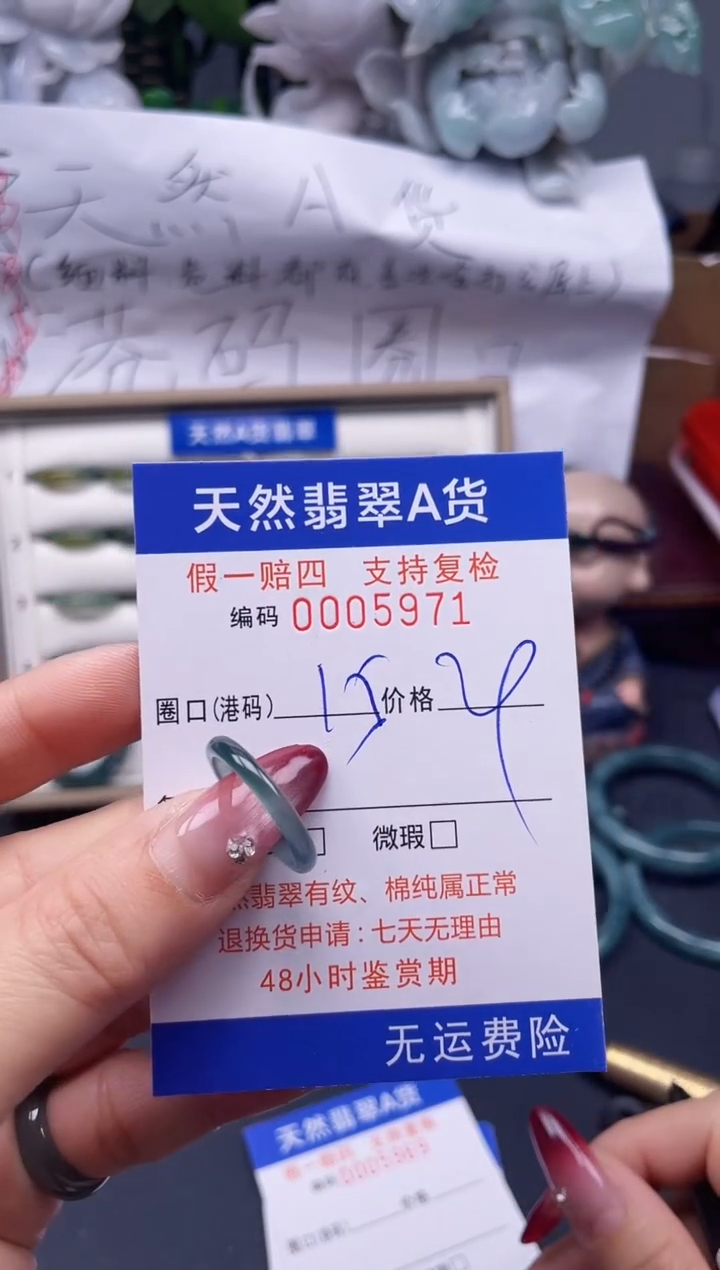 天然A货
港码圈口
天然A货翡翠
天然翡翠A货
假一赔四 支持复检
编码 0005971
圈口(港码) 15 价格
微瑕
然翡翠有纹、棉纯属正常
退换货申请：七天无理由
48小时鉴赏期
无运费险
天然翡翠A货